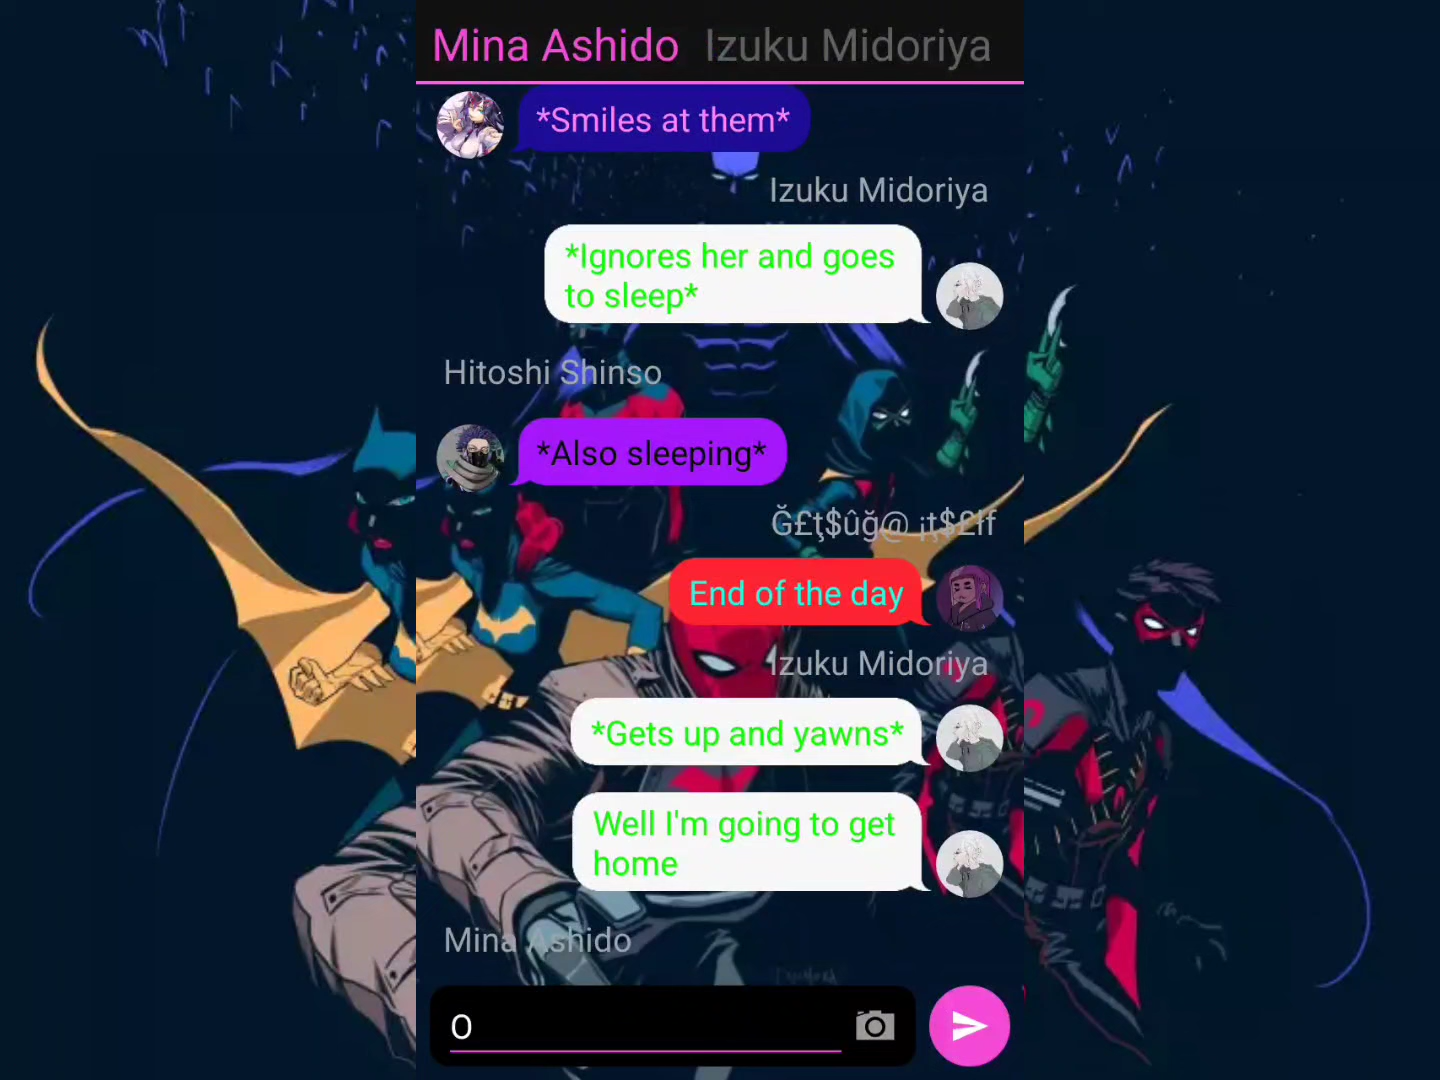 Mina Ashido Izuku Midoriya
*Smiles at them*
Izuku Midoriya
*Ignores her and goes
to sleep*
Hitoshi Shinso
*Also sleeping*
Ğ£ţ$ûğ@ ¡ţ$£łf
End of the day
Izuku Midoriya
*Gets up and yawns*
Well I'm going to get
home
Mina Ashido
O